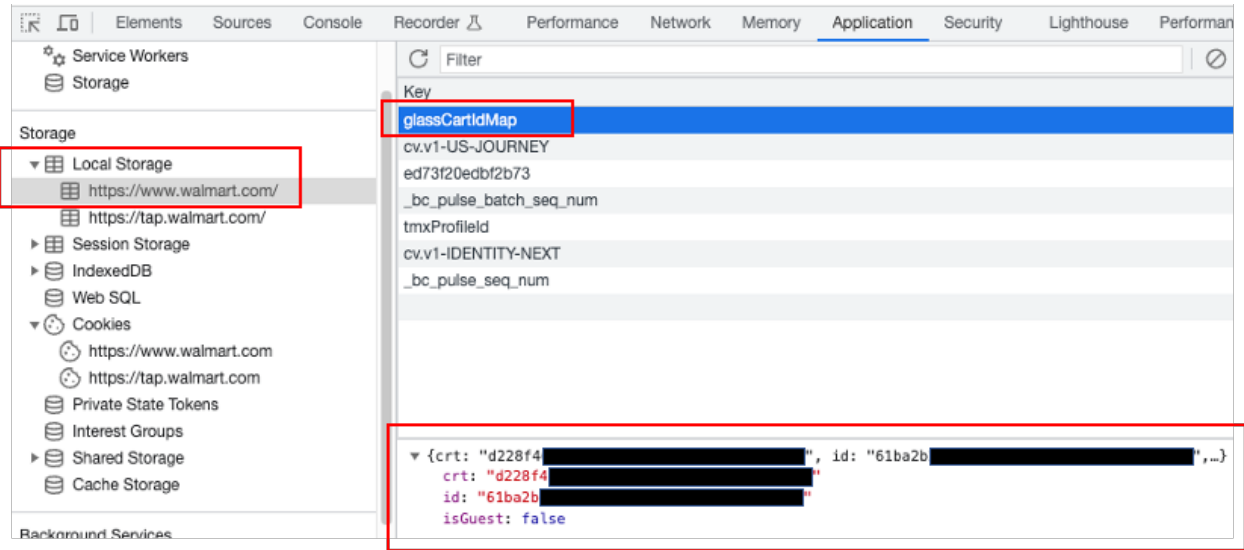 Elements Sources Console Recorder Performance Network Memory Application Security Lighthouse Performan
Service Workers
Storage
Storage
Local Storage
https://www.walmart.com/
https://tap.walmart.com/
Session Storage
IndexedDB
Web SQL
Cookies
https://www.walmart.com
https://tap.walmart.com
Private State Tokens
Interest Groups
Shared Storage
Cache Storage
Background Services
Filter
Key
glassCartIdMap
cv.v1-US-JOURNEY
ed73f20edbf2b73
_bc_pulse_batch_seq_num
tmxProfileId
cv.v1-IDENTITY-NEXT
_bc_pulse_seq_num
{crt: "d228f4", id: "61ba2b",…}
crt: "d228f4"
id: "61ba2b"
isGuest: false